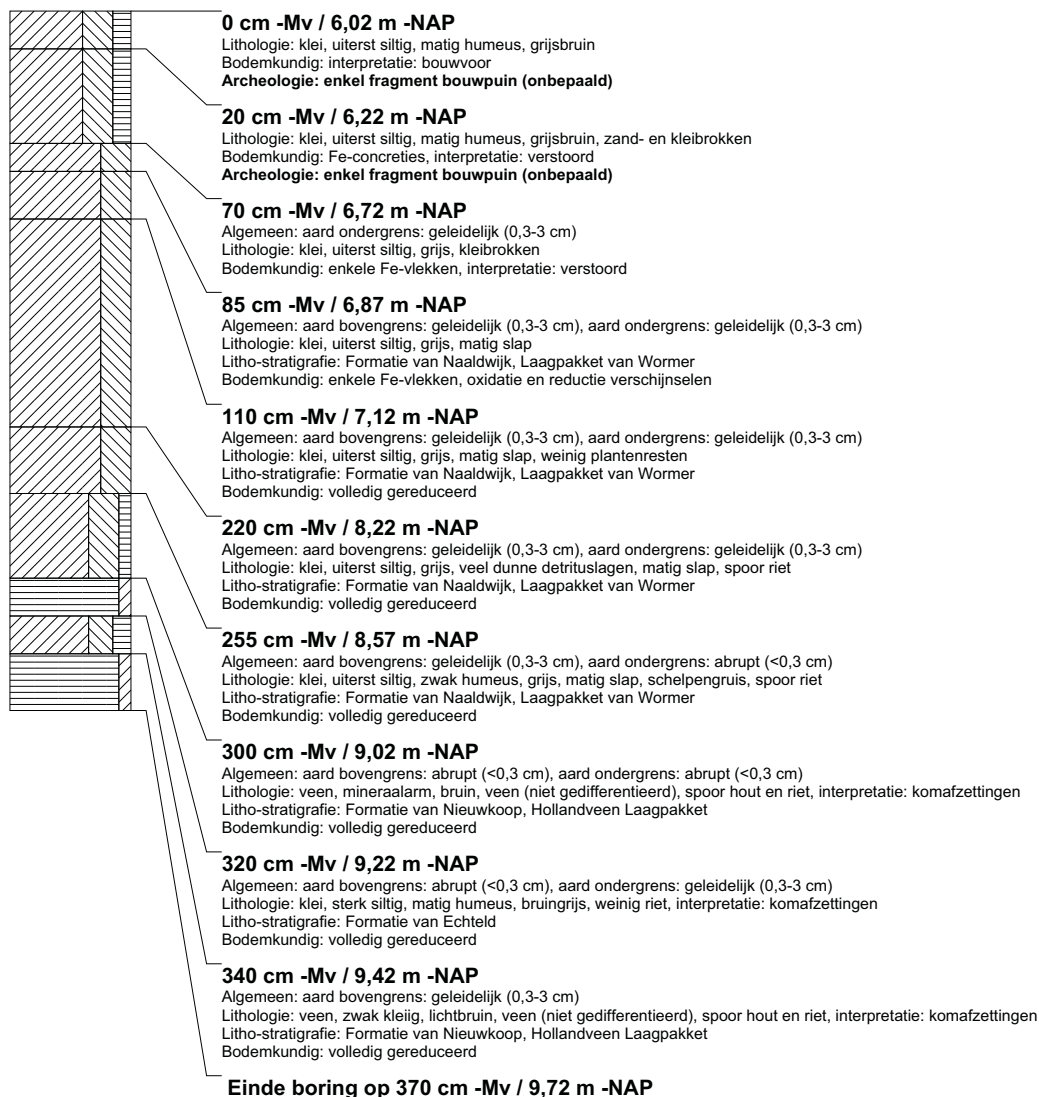 0 cm -Mv / 6,02 m -NAP
Lithologie: klei, uiterst siltig, matig humeus, grijsbruin
Bodemkundig: interpretatie: bouwvoor
Archeologie: enkel fragment bouwpuin (onbepaald)
20 cm -Mv / 6,22 m -NAP
Lithologie: klei, uiterst siltig, matig humeus, grijsbruin, zand- en kleibrokken
Bodemkundig: Fe-concreties, interpretatie: verstoord
Archeologie: enkel fragment bouwpuin (onbepaald)
70 cm -Mv / 6,72 m -NAP
Algemeen: aard ondergrens: geleidelijk (0,3-3 cm)
Lithologie: klei, uiterst siltig, grijs, kleibrokken
Bodemkundig: enkele Fe-vlekken, interpretatie: verstoord
85 cm -Mv / 6,87 m -NAP
Algemeen: aard bovengrens: geleidelijk (0,3-3 cm), aard ondergrens: geleidelijk (0,3-3 cm)
Lithologie: klei, uiterst siltig, grijs, matig slap
Litho-stratigrafie: Formatie van Naaldwijk, Laagpakket van Wormer
Bodemkundig: enkele Fe-vlekken, oxidatie en reductie verschijnselen
110 cm -Mv / 7,12 m -NAP
Algemeen: aard bovengrens: geleidelijk (0,3-3 cm), aard ondergrens: geleidelijk (0,3-3 cm)
Lithologie: klei, uiterst siltig, grijs, matig slap, weinig plantenresten
Litho-stratigrafie: Formatie van Naaldwijk, Laagpakket van Wormer
Bodemkundig: volledig gereduceerd
220 cm -Mv / 8,22 m -NAP
Algemeen: aard bovengrens: geleidelijk (0,3-3 cm), aard ondergrens: geleidelijk (0,3-3 cm)
Lithologie: klei, uiterst siltig, grijs, veel dunne detrituslagen, matig slap, spoor riet
Litho-stratigrafie: Formatie van Naaldwijk, Laagpakket van Wormer
Bodemkundig: volledig gereduceerd
255 cm -Mv / 8,57 m -NAP
Algemeen: aard bovengrens: geleidelijk (0,3-3 cm), aard ondergrens: abrupt (<0,3 cm)
Lithologie: klei, uiterst siltig, zwak humeus, grijs, matig slap, schelpengruis, spoor riet
Litho-stratigrafie: Formatie van Naaldwijk, Laagpakket van Wormer
Bodemkundig: volledig gereduceerd
300 cm -Mv / 9,02 m -NAP
Algemeen: aard bovengrens: abrupt (<0,3 cm), aard ondergrens: abrupt (<0,3 cm)
Lithologie: veen, mineraalarm, bruin, veen (niet gedifferentieerd), spoor hout en riet, interpretatie: komafzettingen
Litho-stratigrafie: Formatie van Nieuwkoop, Hollandveen Laagpakket
Bodemkundig: volledig gereduceerd
320 cm -Mv / 9,22 m -NAP
Algemeen: aard bovengrens: abrupt (<0,3 cm), aard ondergrens: geleidelijk (0,3-3 cm)
Lithologie: klei, sterk siltig, matig humeus, bruingrijs, weinig riet, interpretatie: komafzettingen
Litho-stratigrafie: Formatie van Echteld
Bodemkundig: volledig gereduceerd
340 cm -Mv / 9,42 m -NAP
Algemeen: aard bovengrens: geleidelijk (0,3-3 cm)
Lithologie: veen, zwak kleiig, lichtbruin, veen (niet gedifferentieerd), spoor hout en riet, interpretatie: komafzettingen
Litho-stratigrafie: Formatie van Nieuwkoop, Hollandveen Laagpakket
Bodemkundig: volledig gereduceerd
Einde boring op 370 cm -Mv / 9,72 m -NAP